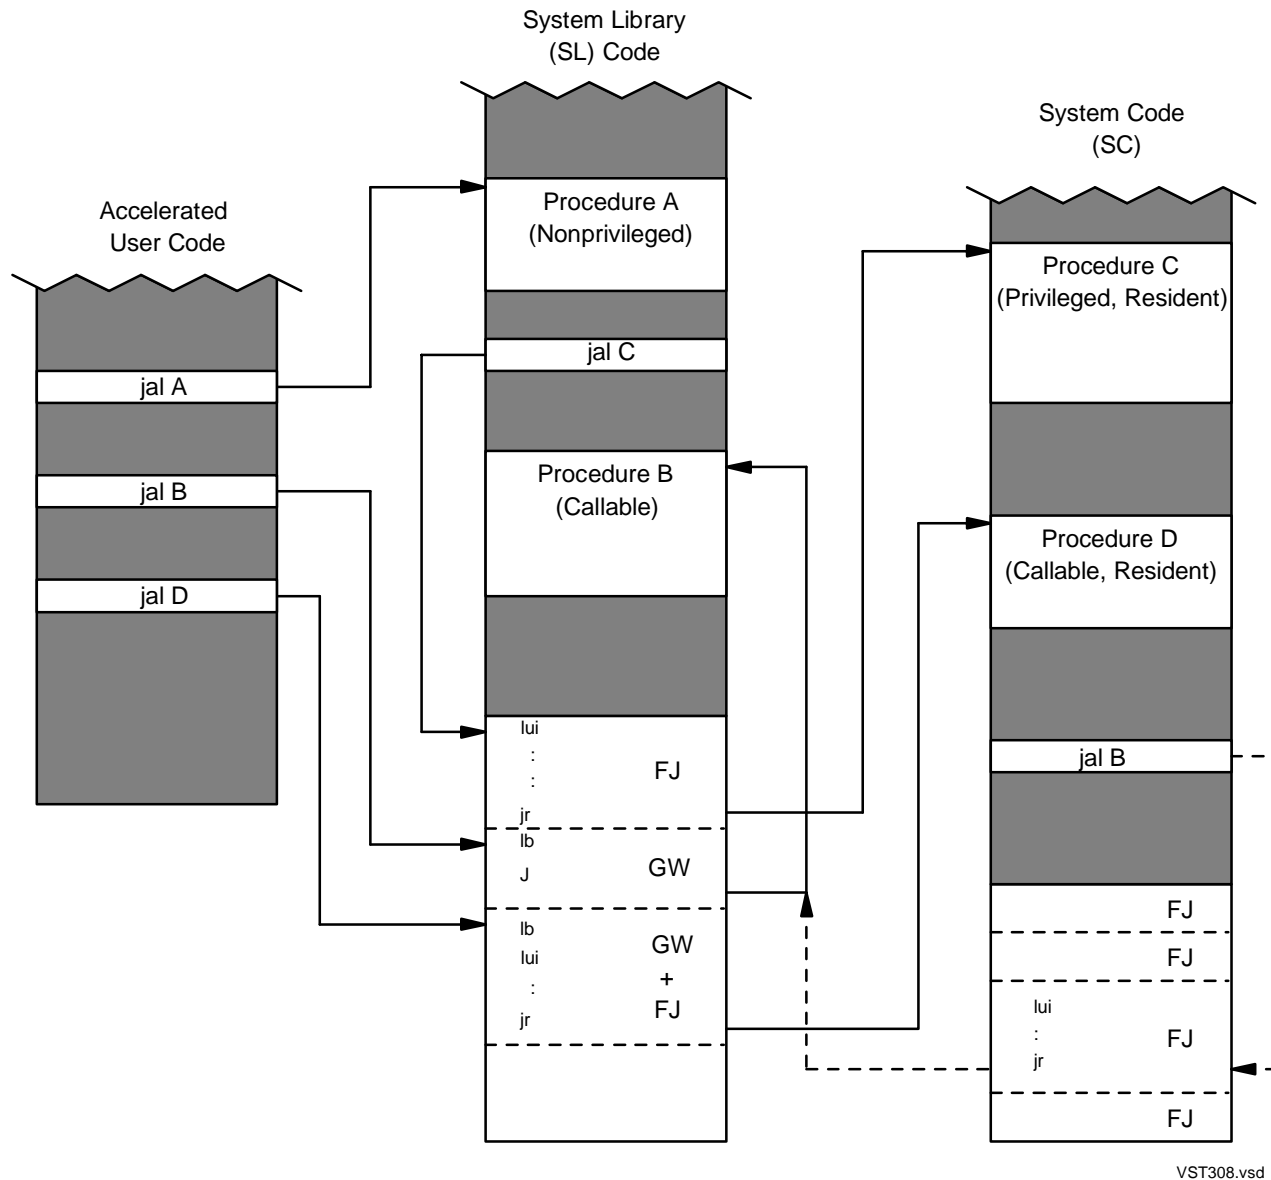 System Library
(SL) Code
System Code
(SC)
Accelerated
User Code
jal A
jal B
jal D
Procedure A
(Nonprivileged)
jal C
Procedure B
(Callable)
lui
:
:
jr
FJ
lb
J
GW
lb
lui
:
jr
GW
+
FJ
Procedure C
(Privileged, Resident)
Procedure D
(Callable, Resident)
jal B
FJ
FJ
lui
:
jr
FJ
FJ
VST308.vsd